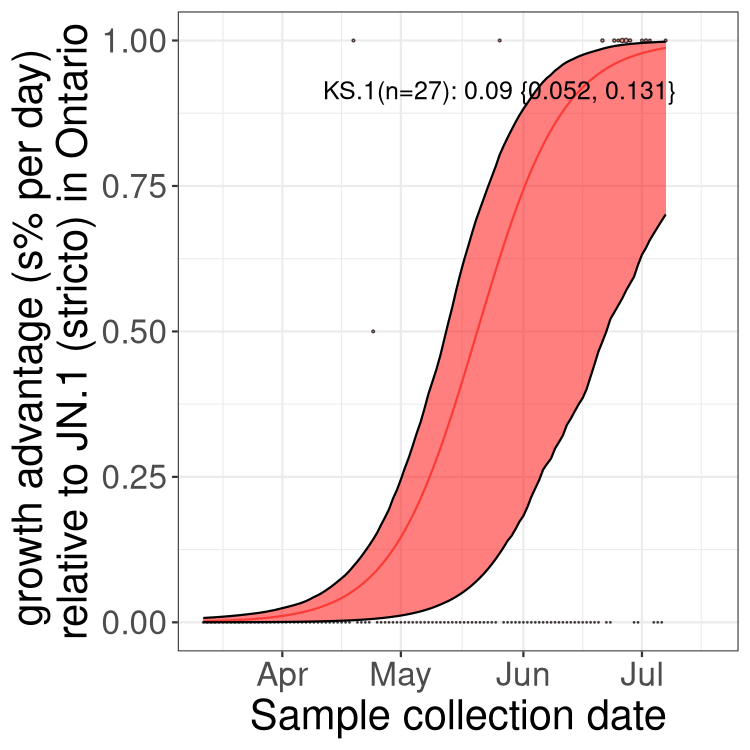 growth advantage (s% per day)
relative to JN.1 (stricto) in Ontario
1.00
0.75
0.50
0.25
0.00
KS.1(n=27): 0.09 {0.052, 0.131}
Apr May Jun Jul
Sample collection date